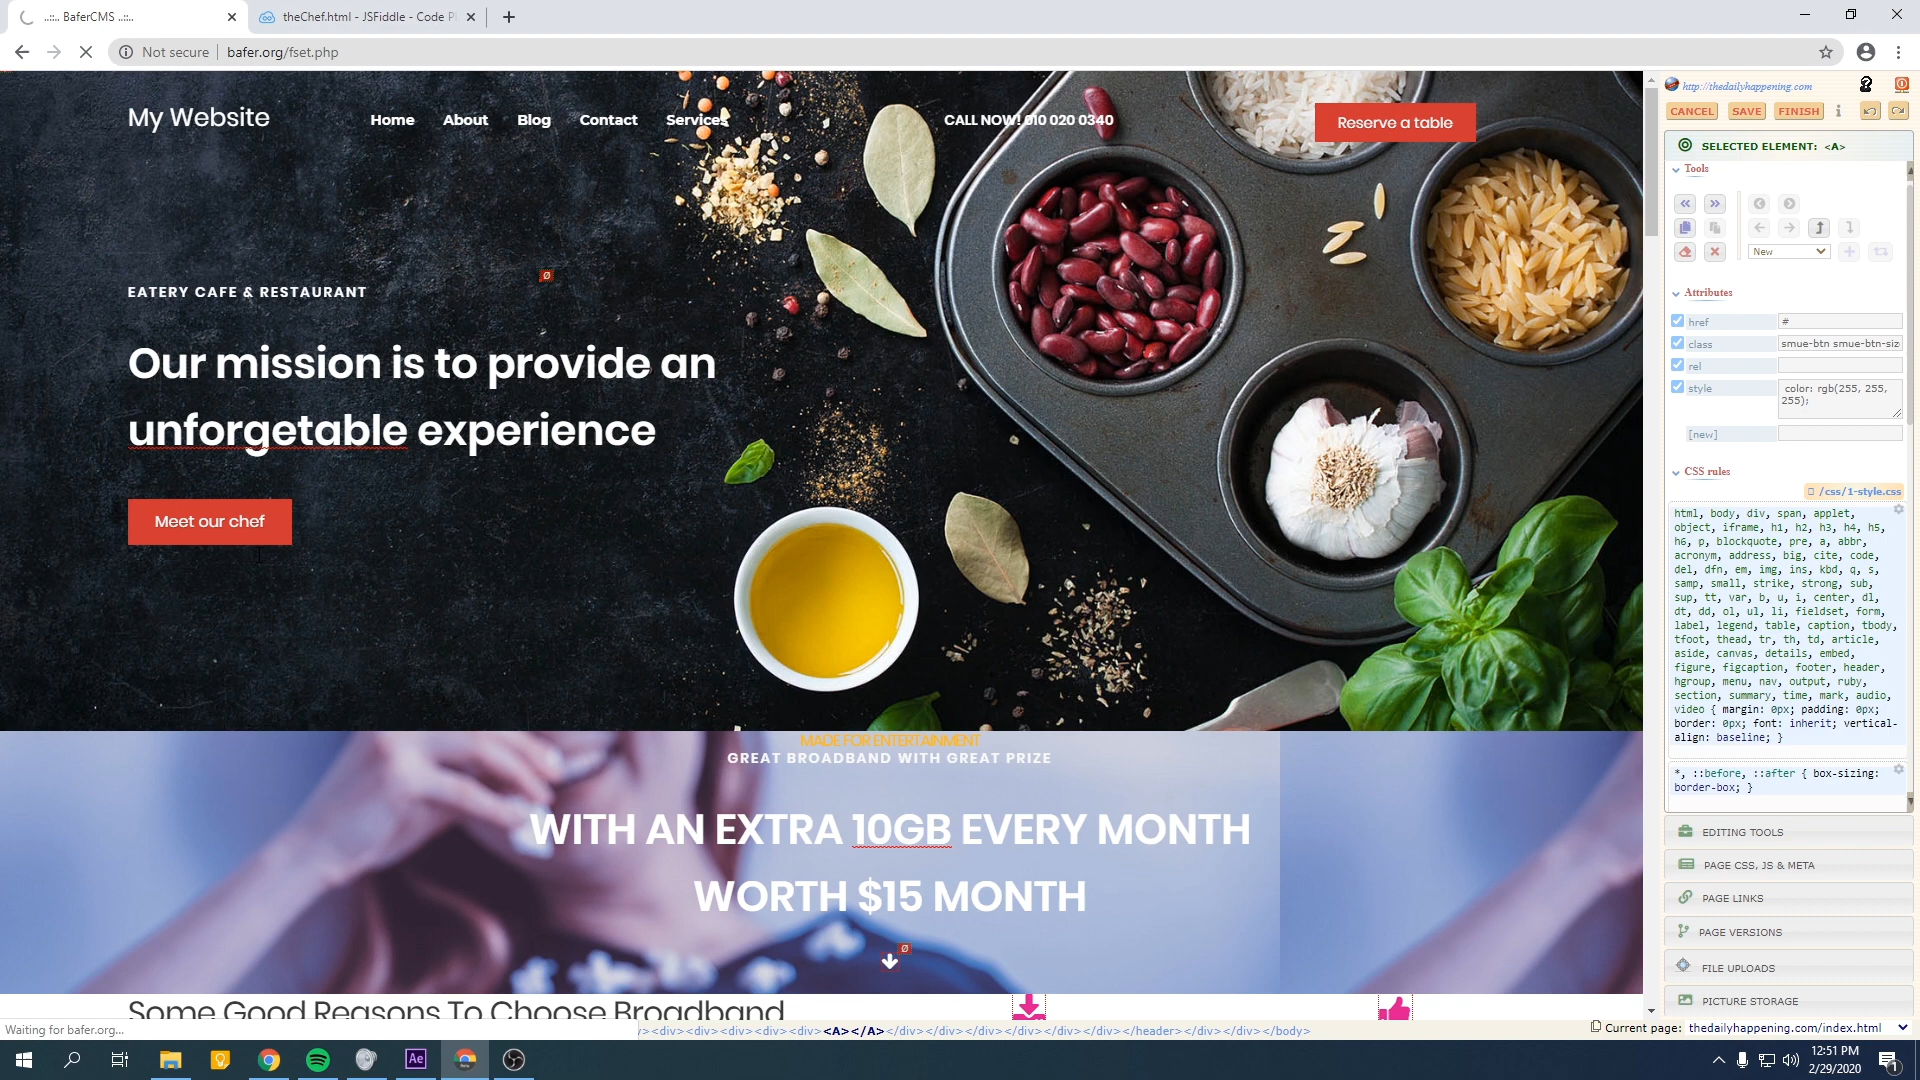 ..::.. BaferCMS ..::..
theChef.html - JSFiddle - Code Pl
Not secure
bafer.org/fset.php
My Website
Home
About
Blog
Contact
Services
CALL NOW! 010 020 0340
Reserve a table
EATERY CAFE & RESTAURANT
Our mission is to provide an
unforgetable experience
Meet our chef
MADE FOR ENTERTAINMENT
GREAT BROADBAND WITH GREAT PRIZE
WITH AN EXTRA 10GB EVERY MONTH
WORTH $15 MONTH
Some Good Reasons To Choose Broadband
http://thedailyhappening.com
CANCEL
SAVE
FINISH
SELECTED ELEMENT: <A>
Tools
New
Attributes
href
#
class
smue-btn smue-btn-siz
rel
style
color: rgb(255, 255,
255);
[new]
CSS rules
/css/1-style.css
html, body, div, span, applet,
object, iframe, h1, h2, h3, h4, h5,
h6, p, blockquote, pre, a, abbr,
acronym, address, big, cite, code,
del, dfn, em, img, ins, kbd, q, s,
samp, small, strike, strong, sub,
sup, tt, var, b, u, i, center, dl,
dt, dd, ol, ul, li, fieldset, form,
label, legend, table, caption, tbody,
tfoot, thead, tr, th, td, article,
aside, canvas, details, embed,
figure, figcaption, footer, header,
hgroup, menu, nav, output, ruby,
section, summary, time, mark, audio,
video { margin: 0px; padding: 0px;
border: 0px; font: inherit; vertical-
align: baseline; }
*, ::before, ::after { box-sizing:
border-box; }
EDITING TOOLS
PAGE CSS, JS & META
PAGE LINKS
PAGE VERSIONS
FILE UPLOADS
PICTURE STORAGE
Waiting for bafer.org...
><div><div><div><div><div><A></A></div></div></div></div></div></div></header></div></div></body>
Current page: thedailyhappening.com/index.html
Ae
12:51 PM
2/29/2020
1